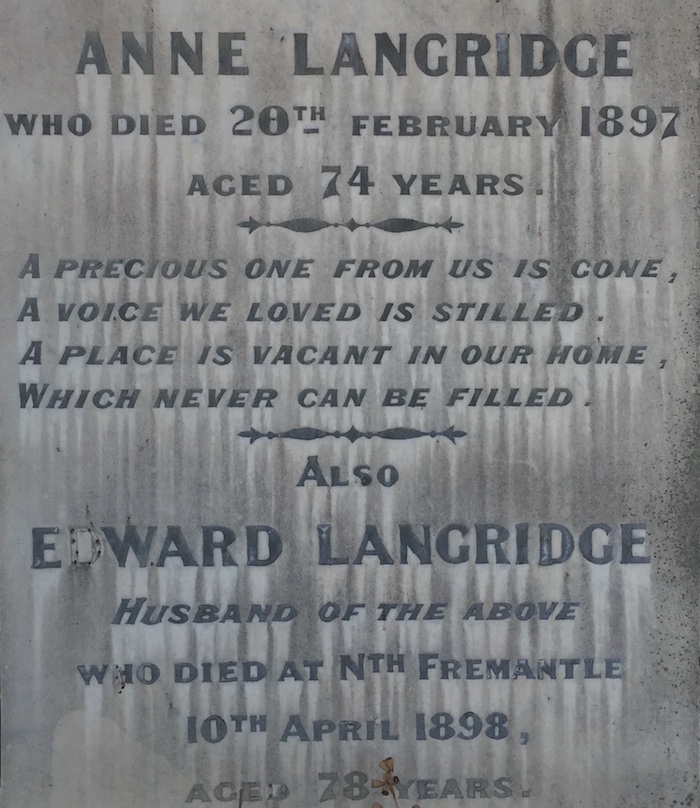 ANNE LANGRIDGE
WHO DIED 20TH FEBRUARY 1897
AGED 74 YEARS.
A PRECIOUS ONE FROM US IS GONE,
A VOICE WE LOVED IS STILLED.
A PLACE IS VACANT IN OUR HOME,
WHICH NEVER CAN BE FILLED.
ALSO
EDWARD LANGRIDGE
HUSBAND OF THE ABOVE
WHO DIED AT NTH FREMANTLE
10TH APRIL 1898,
AGED 78 YEARS.